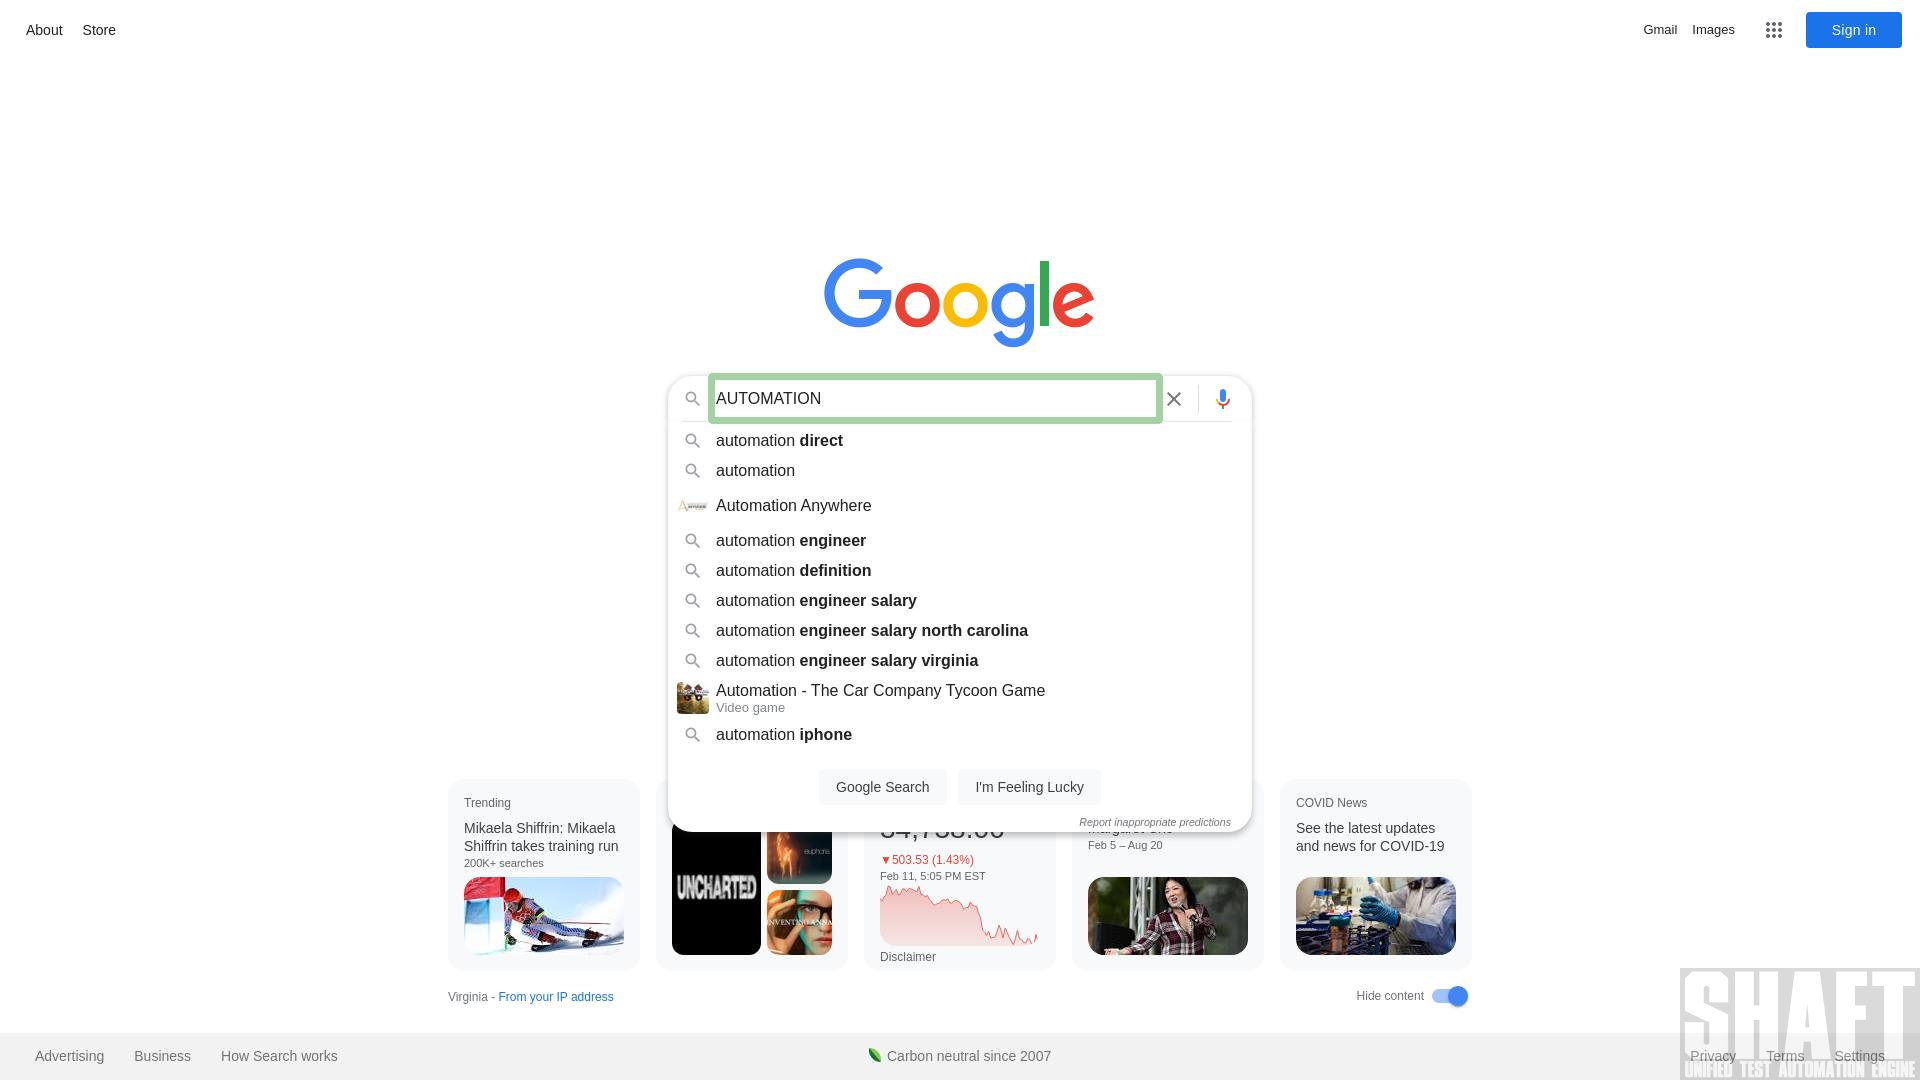 About Store
Gmail Images Sign in
Google
AUTOMATION
automation direct
automation
Automation Anywhere
automation engineer
automation definition
automation engineer salary
automation engineer salary north carolina
automation engineer salary virginia
Automation - The Car Company Tycoon Game
Video game
automation iphone
Google Search I'm Feeling Lucky
Report inappropriate predictions
Trending
Mikaela Shiffrin: Mikaela
Shiffrin takes training run
200K+ searches
UNCHARTED
euphoria
INVENTING ANNA
▼503.53 (1.43%)
Feb 11, 5:05 PM EST
Disclaimer
Feb 5 – Aug 20
COVID News
See the latest updates
and news for COVID-19
Virginia - From your IP address
Hide content
Advertising Business How Search works
Carbon neutral since 2007
Privacy Terms Settings
SHAFT
UNIFIED TEST AUTOMATION ENGINE